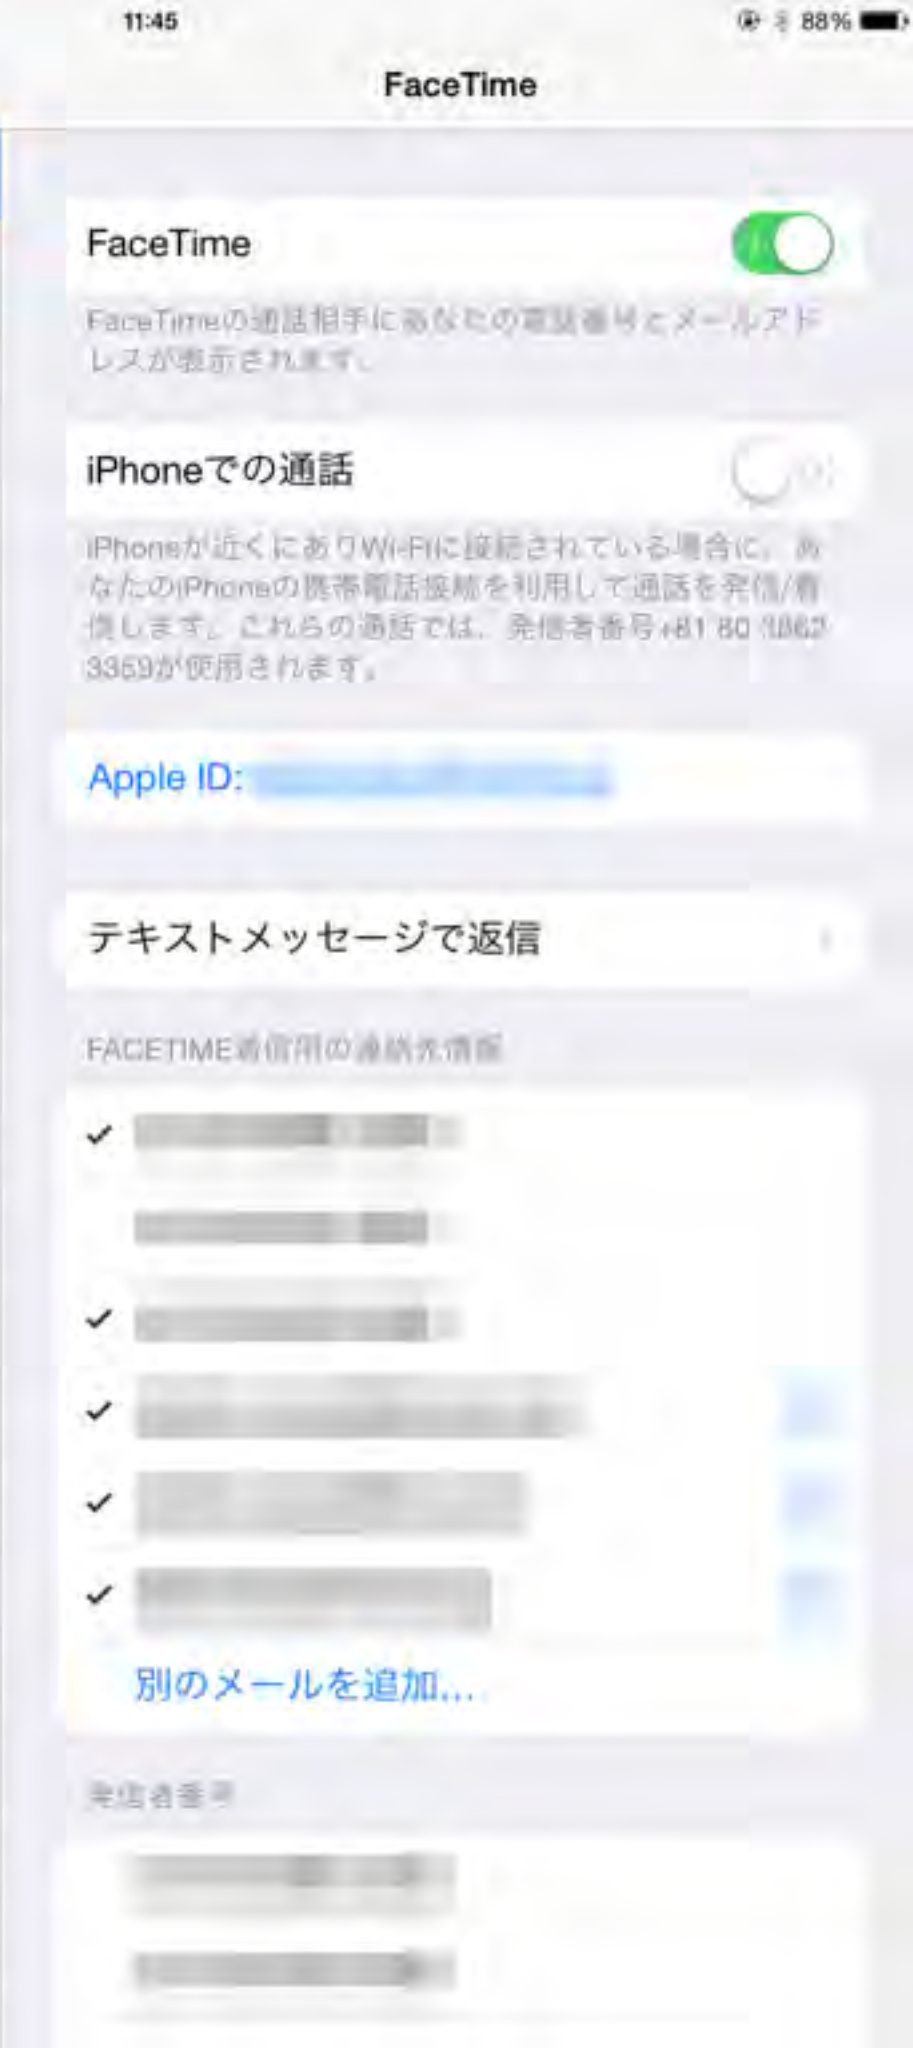 11:45
88%
FaceTime
FaceTime
FaceTimeの通話相手にあなたの電話番号とメールアド
レスが表示されます。
iPhoneでの通話
iPhoneが近くにありWi-Fiに接続されている場合に、あ
なたのiPhoneの携帯電話接続を利用して通話を発信/着
信します。これらの通話では、発信者番号+81 80
3359が使用されます。
Apple ID:
テキストメッセージで返信
FACETIME着信用の連絡先情報
別のメールを追加...
発信者番号